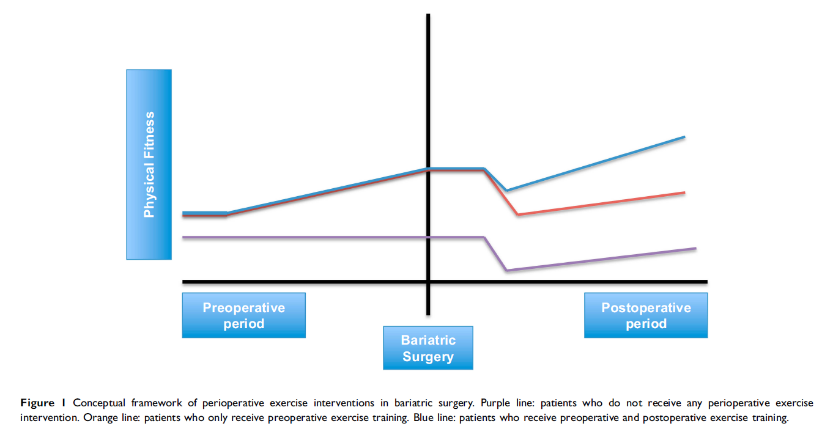 Physical Fitness
Preoperative
period
Postoperative
period
Bariatric
Surgery
Figure 1 Conceptual framework of perioperative exercise interventions in bariatric surgery. Purple line: patients who do not receive any perioperative exercise
intervention. Orange line: patients who only receive preoperative exercise training. Blue line: patients who receive preoperative and postoperative exercise training.